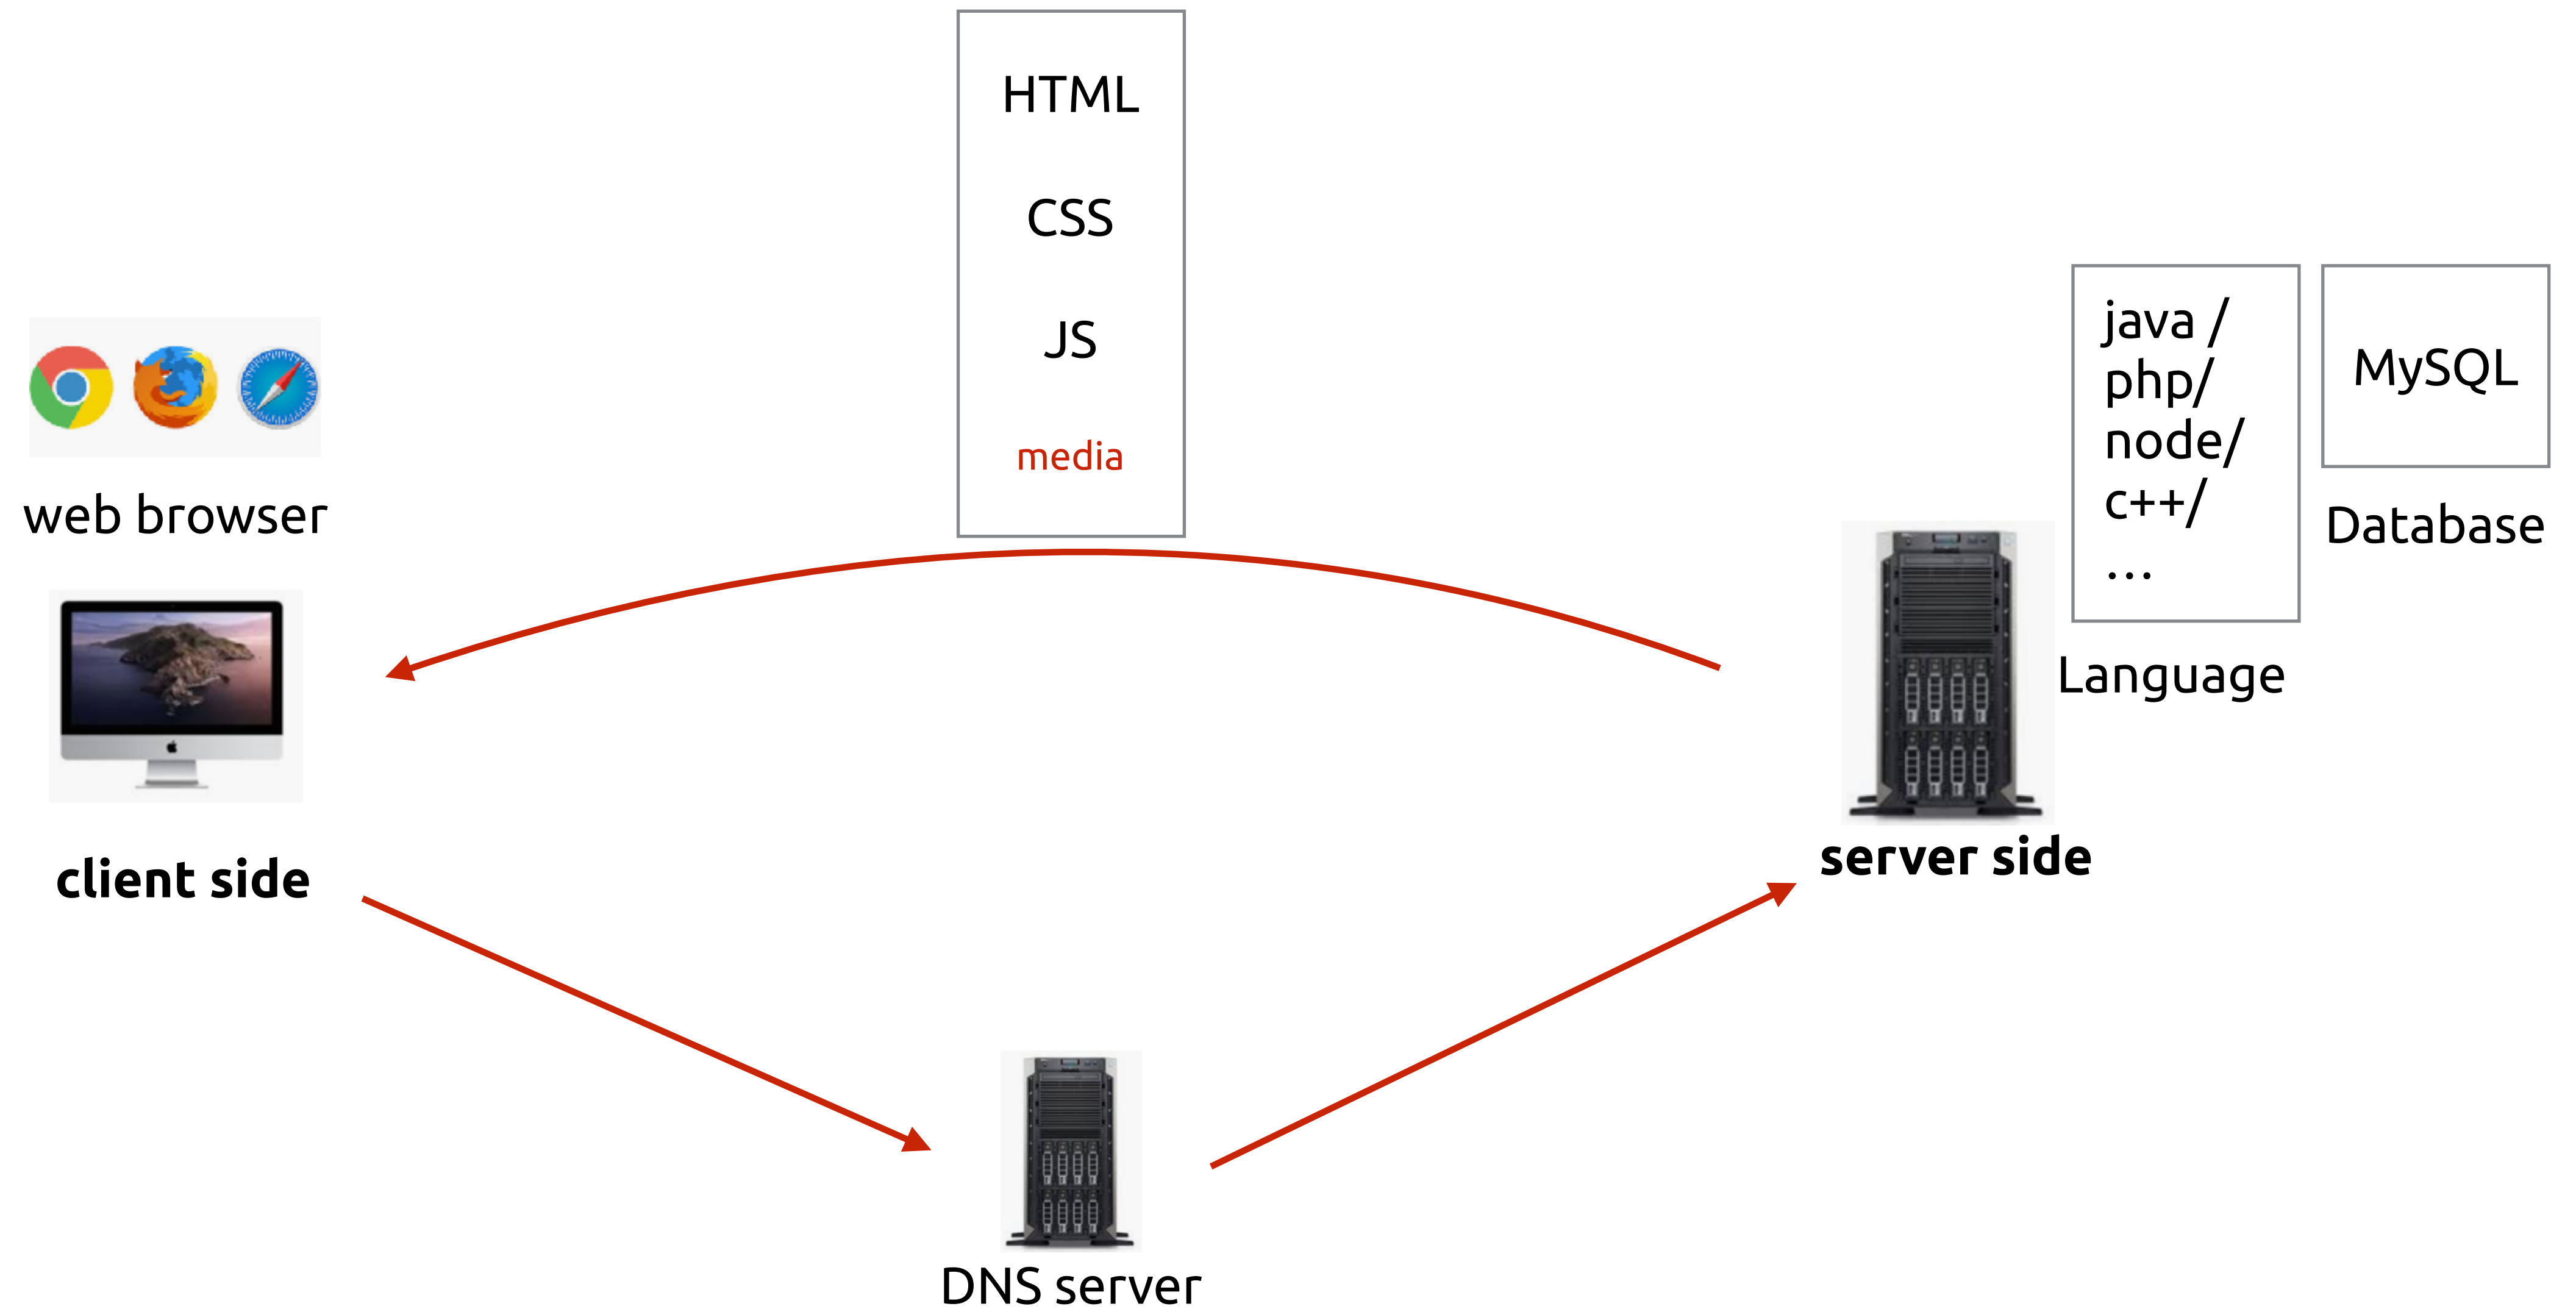 HTML
CSS
JS
media
web browser
client side
java /
php/
node/
c++/
...
Language
MySQL
Database
server side
DNS server